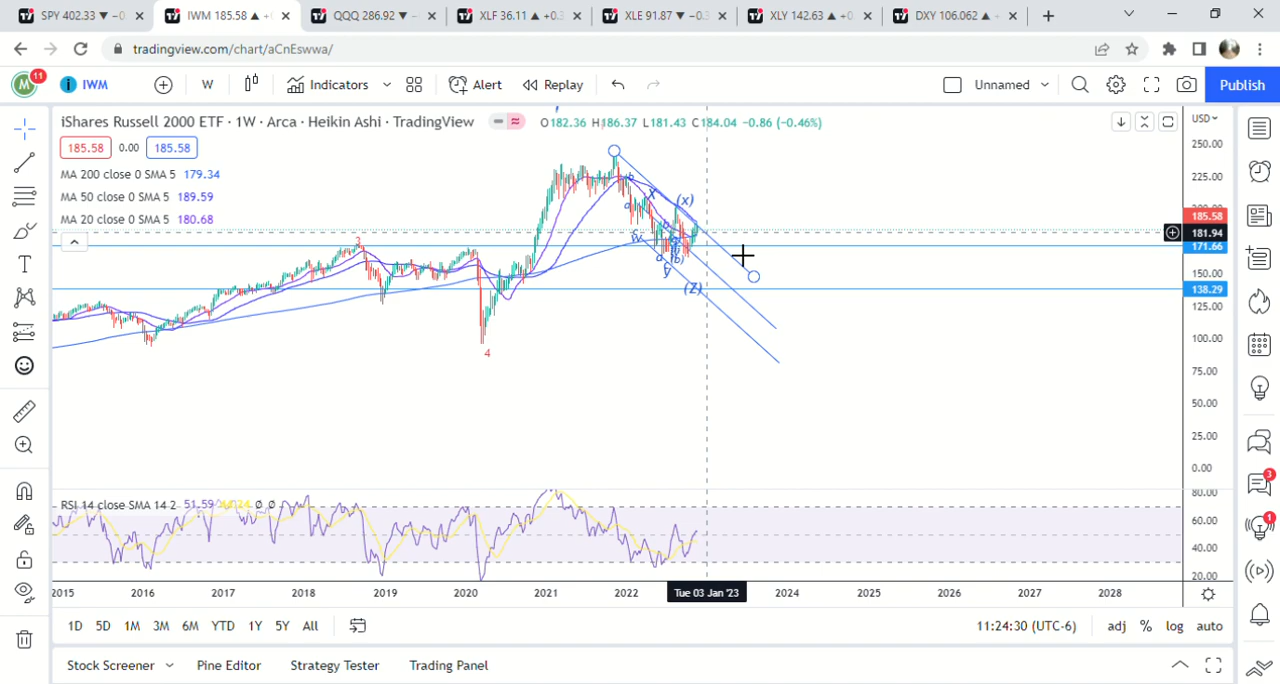 SPY 402.33 ▼ −0
IWM 185.58 ▲ +
QQQ 286.92 ▼ −
XLF 36.11 ▲ +0.
XLE 91.87 ▼ −0.
XLY 142.63 ▲ +0
DXY 106.062 ▲ +
tradingview.com/chart/aCnEswwa/
M 11 IWM W Indicators Alert Replay Unnamed Publish
iShares Russell 2000 ETF · 1W · Arca · Heikin Ashi · TradingView O182.36 H186.37 L181.43 C184.04 −0.86 (−0.46%) USD
185.58 0.00 185.58
MA 200 close 0 SMA 5 179.34
MA 50 close 0 SMA 5 189.59
MA 20 close 0 SMA 5 180.68
250.00
225.00
185.58
181.94
171.66
150.00
138.29
125.00
100.00
75.00
50.00
25.00
0.00
b
a
X
(x)
b
c
w
a
(b)
y
(Z)
3
4
RSI 14 close SMA 14 2 51.59 Ø Ø
80.00
60.00
40.00
20.00
2015 2016 2017 2018 2019 2020 2021 2022 Tue 03 Jan '23 2024 2025 2026 2027 2028
1D 5D 1M 3M 6M YTD 1Y 5Y All 11:24:30 (UTC-6) adj % log auto
Stock Screener Pine Editor Strategy Tester Trading Panel
3
1